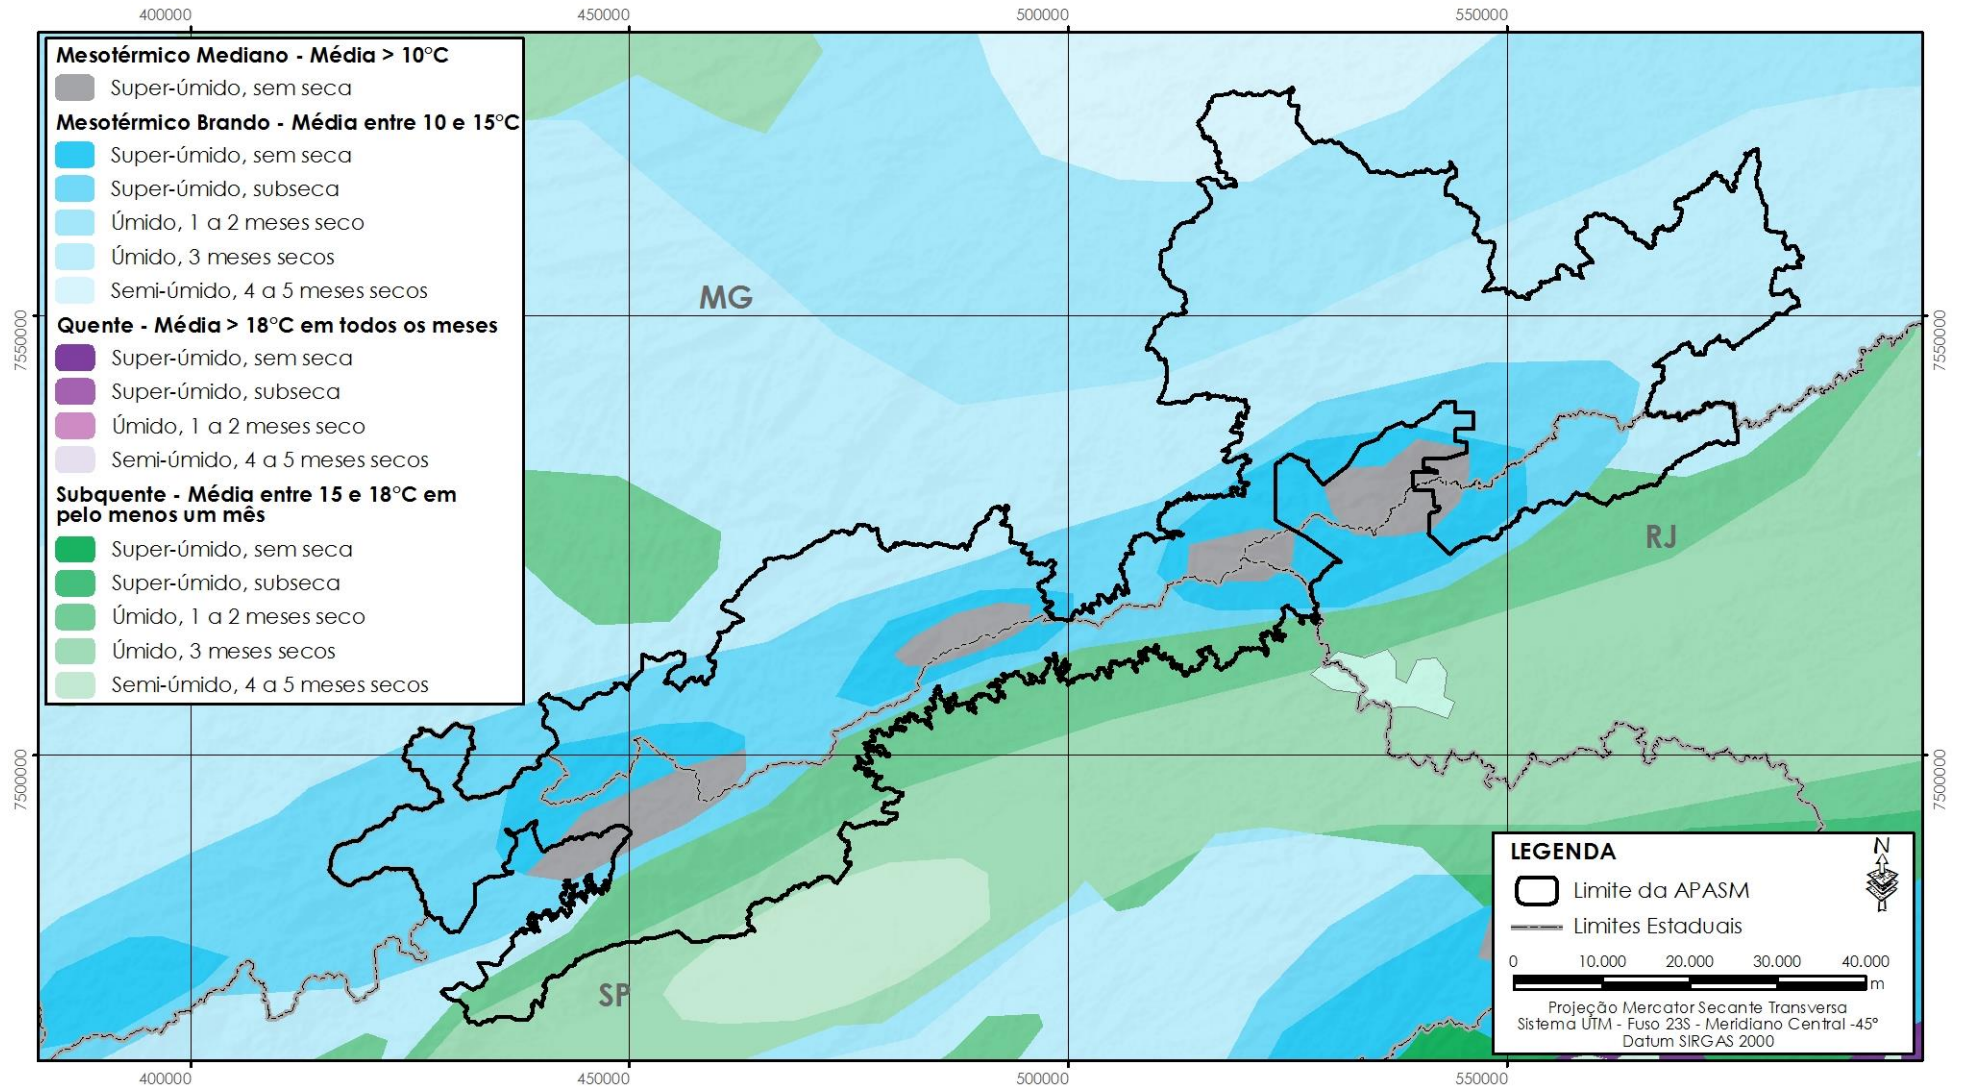 400000
450000
500000
550000
Mesotérmico Mediano - Média > 10°C
Super-úmido, sem seca
Mesotérmico Brando - Média entre 10 e 15°C
Super-úmido, sem seca
Super-úmido, subseca
Úmido, 1 a 2 meses seco
Úmido, 3 meses secos
Semi-úmido, 4 a 5 meses secos
Quente - Média > 18°C em todos os meses
Super-úmido, sem seca
Super-úmido, subseca
Úmido, 1 a 2 meses seco
Semi-úmido, 4 a 5 meses secos
Subquente - Média entre 15 e 18°C em
pelo menos um mês
Super-úmido, sem seca
Super-úmido, subseca
Úmido, 1 a 2 meses seco
Úmido, 3 meses secos
Semi-úmido, 4 a 5 meses secos
MG
7550000
7550000
RJ
7500000
7500000
SP
LEGENDA
N
Limite da APASM
Limites Estaduais
0 10.000 20.000 30.000 40.000
m
Projeção Mercator Secante Transversa
Sistema UTM - Fuso 23S - Meridiano Central -45º
Datum SIRGAS 2000
400000
450000
500000
550000